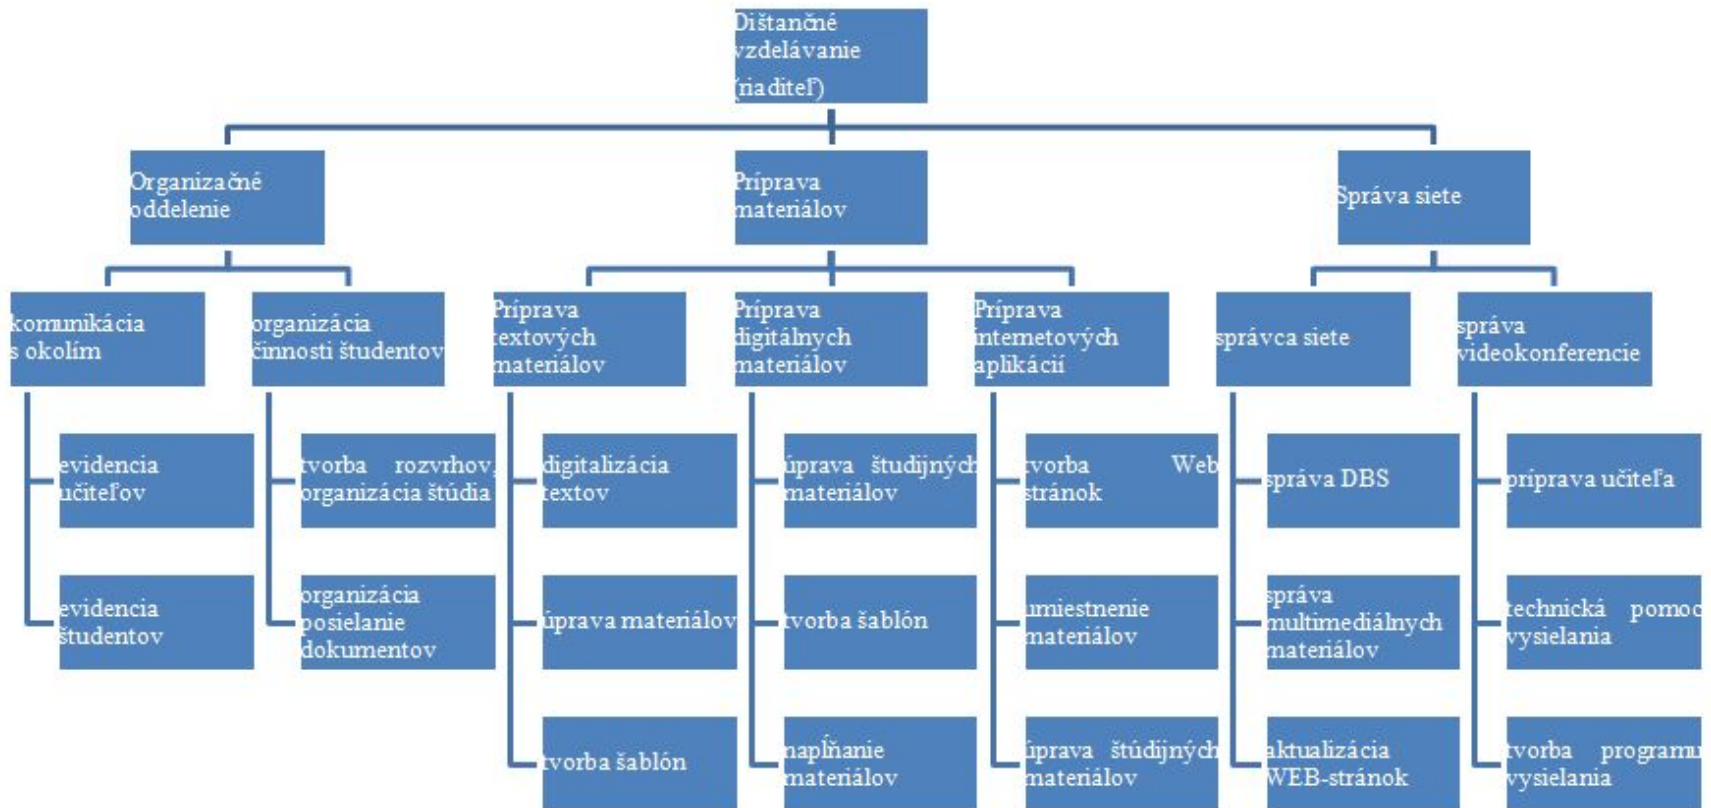 Dištančné
vzdelávanie
(riaditeľ)
Organizačné
oddelenie
Príprava
materiálov
Správa siete
komunikácia
s okolím
organizácia
činnosti študentov
Príprava
textových
materiálov
Príprava
digitálnych
materiálov
Príprava
internetových
aplikácií
správca siete
správa
videokonferencie
evidencia
učiteľov
tvorba rozvrhov,
organizácia štúdia
digitalizácia
textov
úprava študijných
materiálov
tvorba Web
stránok
správa DBS
príprava učiteľa
evidencia
študentov
organizácia
posielanie
dokumentov
úprava materiálov
tvorba šablón
umiestnenie
materiálov
správa
multimediálnych
materiálov
technická pomoc
vysielania
tvorba šablón
napĺňanie
materiálov
úprava štúdijných
materiálov
aktualizácia
WEB-stránok
tvorba programu
vysielania